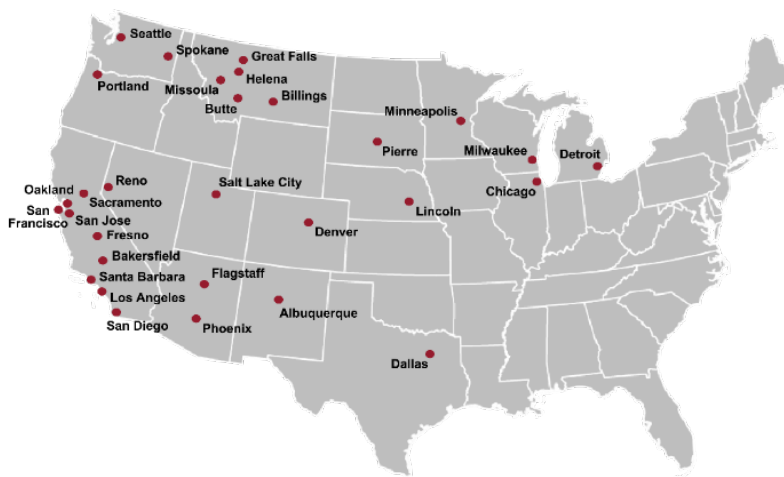 Seattle
Spokane
Great Falls
Helena
Portland
Missoula
Billings
Butte
Minneapolis
Pierre
Milwaukee
Detroit
Reno
Salt Lake City
Oakland
Sacramento
Chicago
San
Francisco
San Jose
Lincoln
Denver
Fresno
Bakersfield
Santa Barbara
Flagstaff
Los Angeles
Albuquerque
San Diego
Phoenix
Dallas